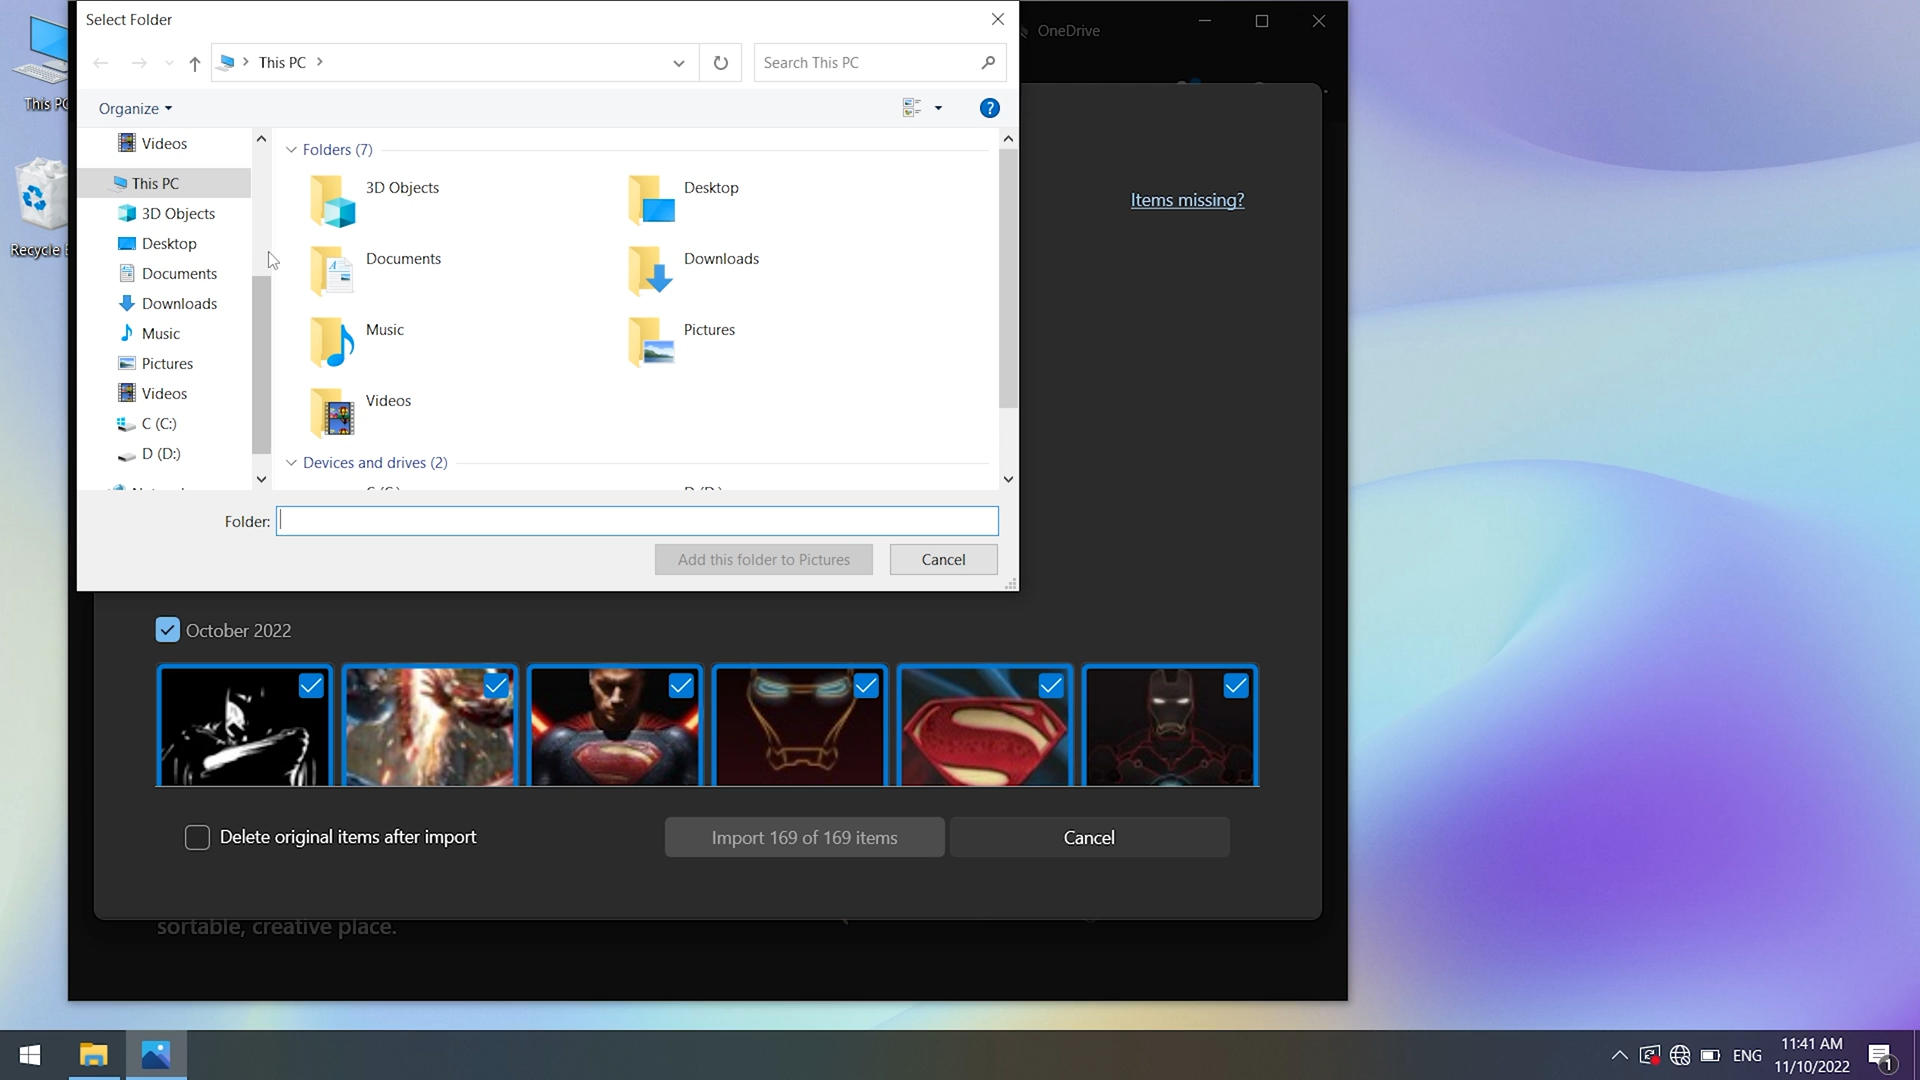 Select Folder
This PC
Search This PC
Organize
Videos
This PC
3D Objects
Desktop
Documents
Downloads
Music
Pictures
Videos
C (C:)
D (D:)
Folders (7)
3D Objects
Desktop
Documents
Downloads
Music
Pictures
Videos
Devices and drives (2)
Folder:
Add this folder to Pictures
Cancel
OneDrive
Items missing?
This PC
Recycle
October 2022
Delete original items after import
Import 169 of 169 items
Cancel
sortable, creative place.
ENG
11:41 AM
11/10/2022
1